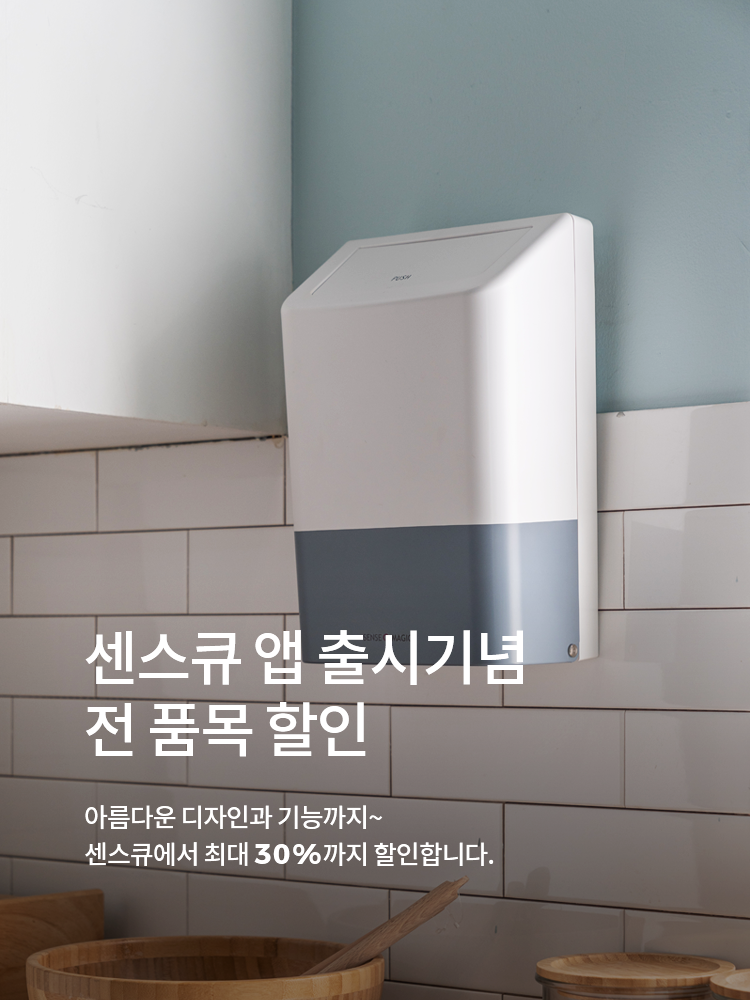 PUSH
센스큐 앱 출시기념
전 품목 할인
아름다운 디자인과 기능까지~
센스큐에서 최대 30%까지 할인합니다.